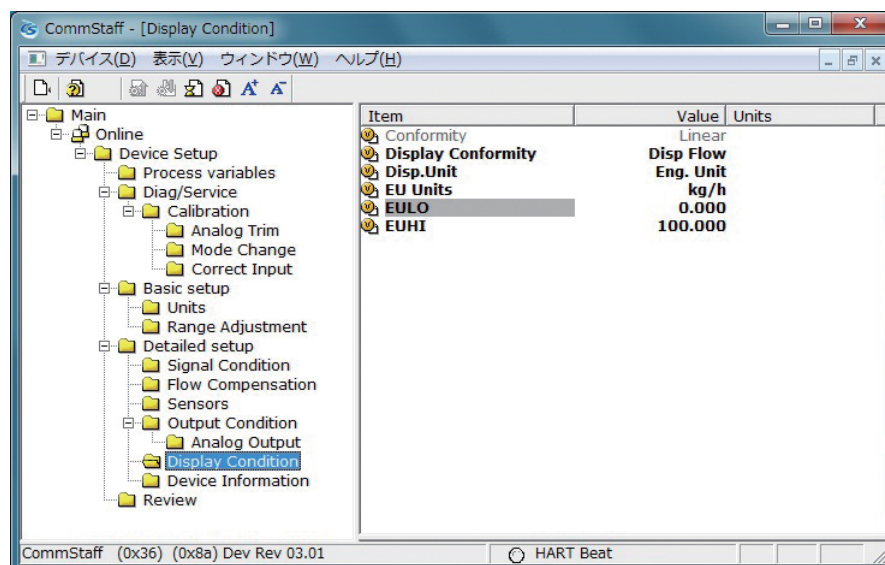 CommStaff - [Display Condition]
デバイス(D) 表示(V) ウィンドウ(W) ヘルプ(H)
Main
Online
Device Setup
Process variables
Diag/Service
Calibration
Analog Trim
Mode Change
Correct Input
Basic setup
Units
Range Adjustment
Detailed setup
Signal Condition
Flow Compensation
Sensors
Output Condition
Analog Output
Display Condition
Device Information
Review
Item Value Units
Conformity Linear
Display Conformity Disp Flow
Disp.Unit Eng. Unit
EU Units kg/h
EULO 0.000
EUHI 100.000
CommStaff (0x36) (0x8a) Dev Rev 03.01
HART Beat